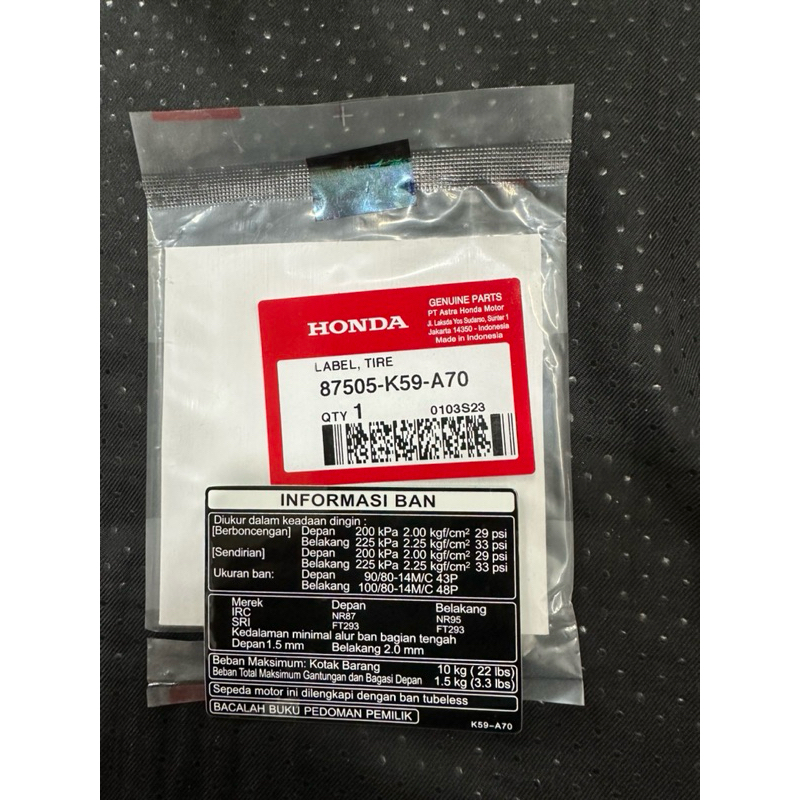 HONDA
GENUINE PARTS
PT Astra Honda Motor
Jl. Laksda Yos Sudarso, Sunter 1
Jakarta 14350 - Indonesia
Made in Indonesia
LABEL, TIRE
87505-K59-A70
QTY 1 0103S23
INFORMASI BAN
Diukur dalam keadaan dingin :
[Berboncengan] Depan 200 kPa 2.00 kgf/cm² 29 psi
Belakang 225 kPa 2.25 kgf/cm² 33 psi
[Sendirian] Depan 200 kPa 2.00 kgf/cm² 29 psi
Belakang 225 kPa 2.25 kgf/cm² 33 psi
Ukuran ban: Depan 90/80-14M/C 43P
Belakang 100/80-14M/C 48P
Merek Depan Belakang
IRC NR87 NR95
SRI FT293 FT293
Kedalaman minimal alur ban bagian tengah
Depan 1.5 mm Belakang 2.0 mm
Beban Maksimum: Kotak Barang 10 kg ( 22 lbs)
Beban Total Maksimum Gantungan dan Bagasi Depan 1.5 kg (3.3 lbs)
Sepeda motor ini dilengkapi dengan ban tubeless
BACALAH BUKU PEDOMAN PEMILIK
K59-A70